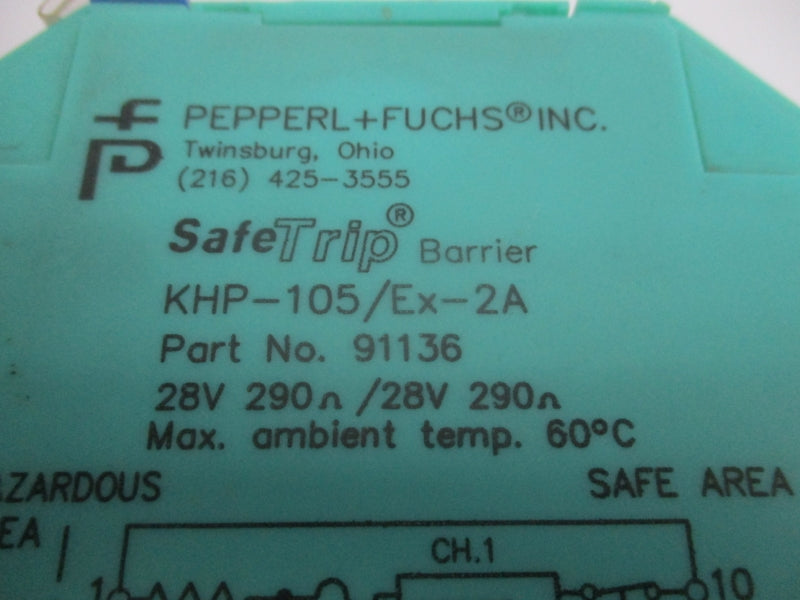 PEPPERL+FUCHS® INC.
Twinsburg, Ohio
(216) 425-3555
SafeTrip® Barrier
KHP-105/Ex-2A
Part No. 91136
28V 290Ω /28V 290Ω
Max. ambient temp. 60°C
AZARDOUS SAFE AREA
EA
CH.1
1 10